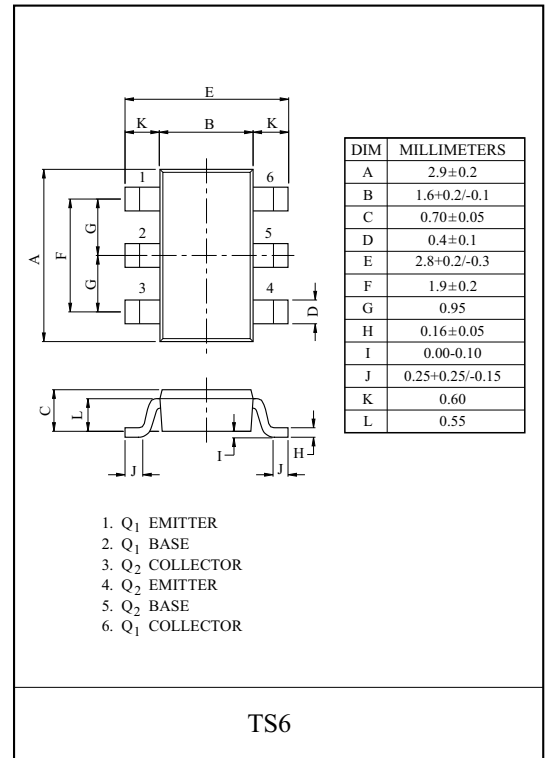 E
K B K
1 6
2 5
3 4
A F G G D
C L I H
J J
DIM MILLIMETERS
A 2.9±0.2
B 1.6+0.2/-0.1
C 0.70±0.05
D 0.4±0.1
E 2.8+0.2/-0.3
F 1.9±0.2
G 0.95
H 0.16±0.05
I 0.00-0.10
J 0.25+0.25/-0.15
K 0.60
L 0.55
1. Q1 EMITTER
2. Q1 BASE
3. Q2 COLLECTOR
4. Q2 EMITTER
5. Q2 BASE
6. Q1 COLLECTOR
TS6